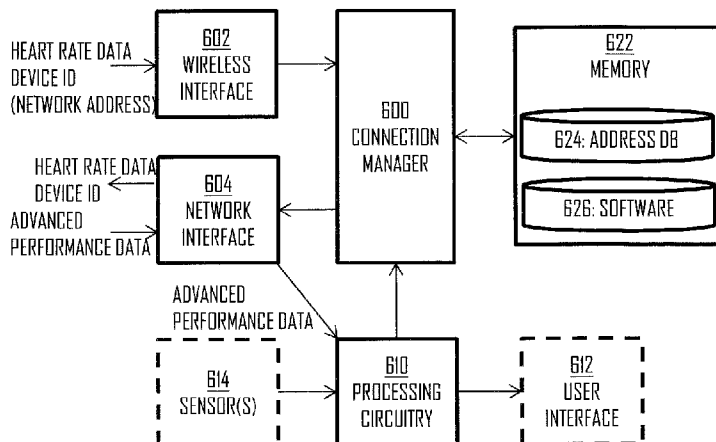 HEART RATE DATA
DEVICE ID
(NETWORK ADDRESS)
602
WIRELESS
INTERFACE
600
CONNECTION
MANAGER
622
MEMORY
624: ADDRESS DB
626: SOFTWARE
HEART RATE DATA
DEVICE ID
ADVANCED
PERFORMANCE DATA
604
NETWORK
INTERFACE
ADVANCED
PERFORMANCE DATA
614
SENSOR(S)
610
PROCESSING
CIRCUITRY
612
USER
INTERFACE